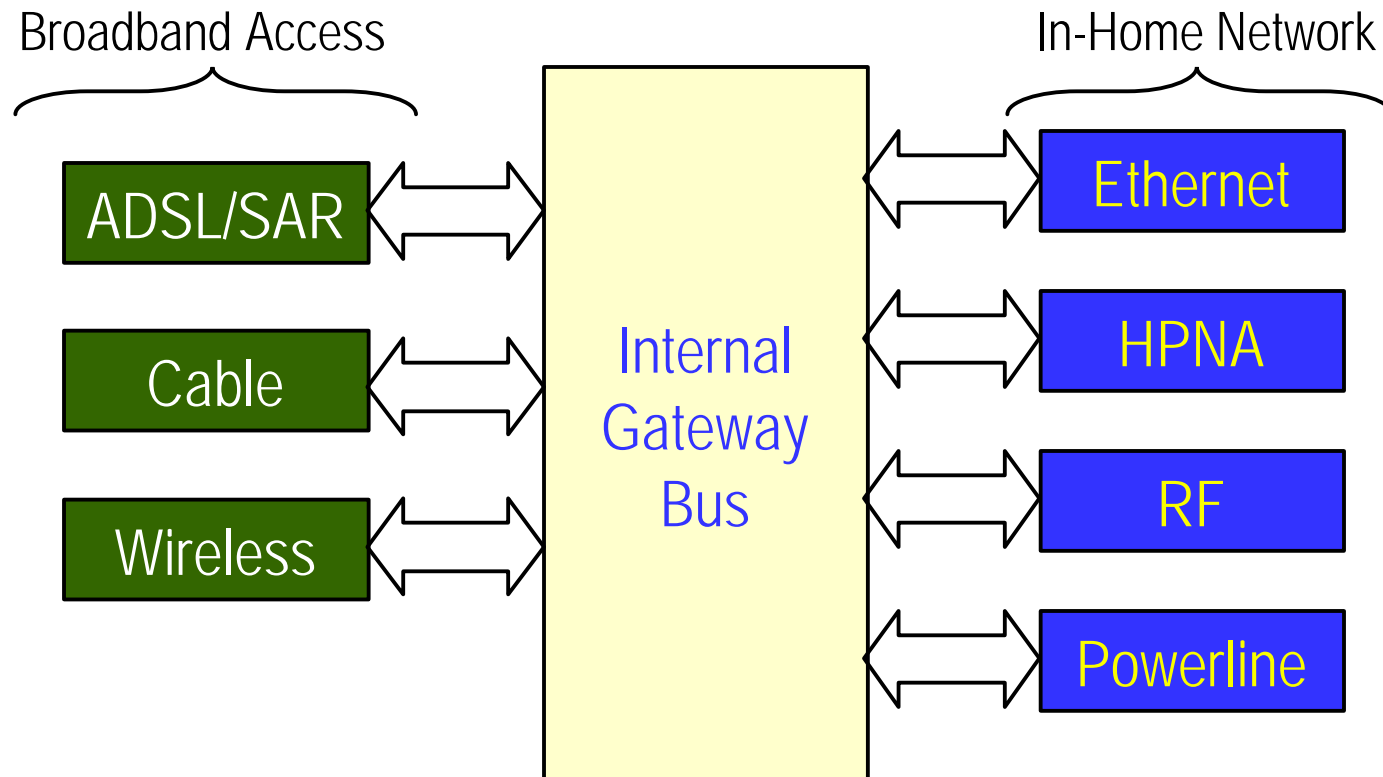 Broadband Access
In-Home Network
ADSL/SAR
Cable
Wireless
Internal
Gateway
Bus
Ethernet
HPNA
RF
Powerline